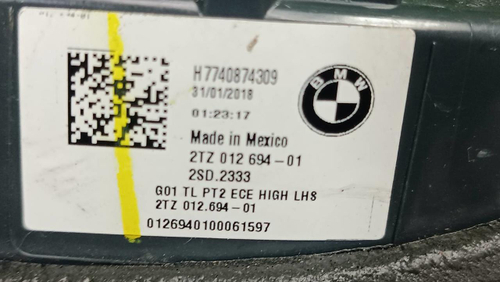 H7740874309
31/01/2018
01:23:17
BMW
Made in Mexico
2TZ 012 694-01
2SD.2333
G01 TL PT2 ECE HIGH LH8
2TZ 012.694-01
0126940100061597